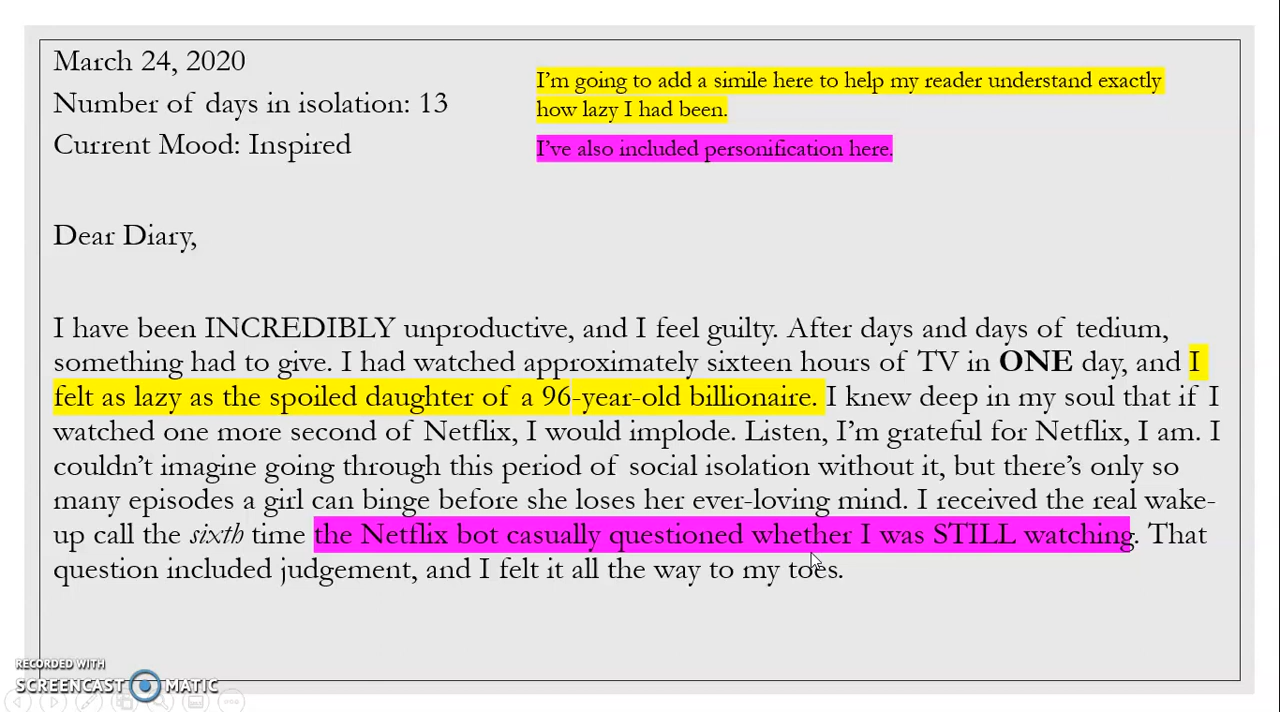 March 24, 2020
Number of days in isolation: 13
Current Mood: Inspired
I'm going to add a simile here to help my reader understand exactly
how lazy I had been.
I've also included personification here.
Dear Diary,
I have been INCREDIBLY unproductive, and I feel guilty. After days and days of tedium,
something had to give. I had watched approximately sixteen hours of TV in ONE day, and I
felt as lazy as the spoiled daughter of a 96-year-old billionaire. I knew deep in my soul that if I
watched one more second of Netflix, I would implode. Listen, I'm grateful for Netflix, I am. I
couldn't imagine going through this period of social isolation without it, but there's only so
many episodes a girl can binge before she loses her ever-loving mind. I received the real wake-
up call the sixth time the Netflix bot casually questioned whether I was STILL watching. That
question included judgement, and I felt it all the way to my toes.
RECORDED WITH
SCREENCAST MATIC